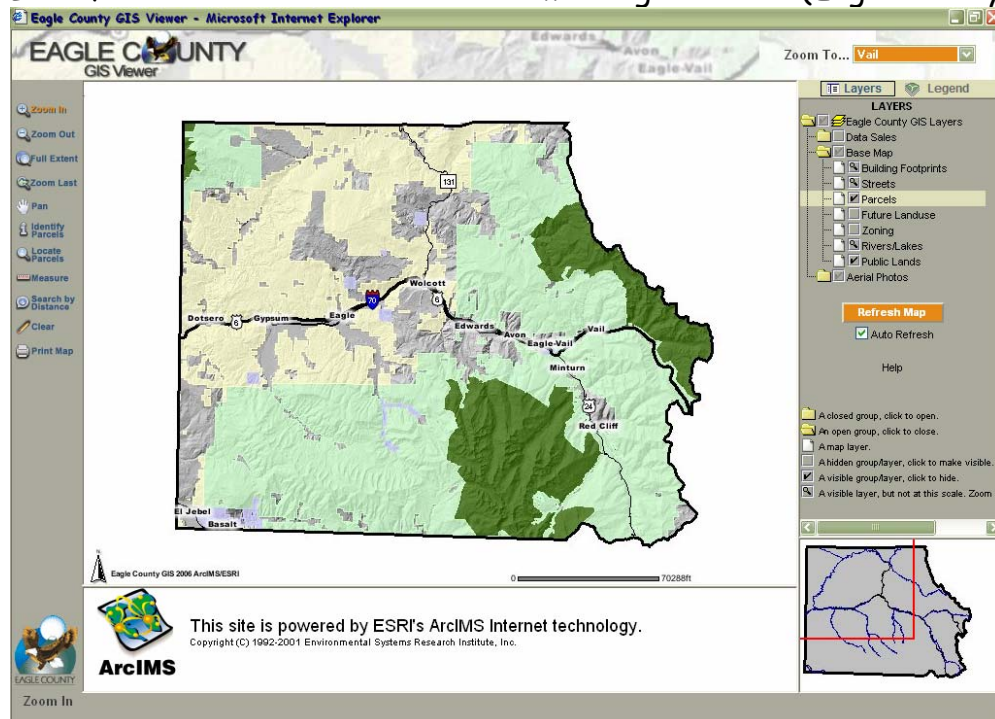 Eagle County GIS Viewer - Microsoft Internet Explorer
EAGLE COUNTY
GIS Viewer
Edwards
Avon
Eagle-Vail
Zoom To... Vail
Zoom In
Zoom Out
Full Extent
Zoom Last
Pan
Identify
Parcels
Locate
Parcels
Measure
Search by
Distance
Clear
Print Map
131
Wolcott
70
6
Dotsero
6
Gypsum
Eagle
Edwards
Avon
Vail
Eagle-Vail
Minturn
24
Red Cliff
El Jebel
Basalt
Eagle County GIS 2006 ArcIMS/ESRI
0
70288ft
Layers
Legend
LAYERS
Eagle County GIS Layers
Data Sales
Base Map
Building Footprints
Streets
Parcels
Future Landuse
Zoning
Rivers/Lakes
Public Lands
Aerial Photos
Refresh Map
Auto Refresh
Help
A closed group, click to open.
An open group, click to close.
A map layer.
A hidden group/layer, click to make visible.
A visible group/layer, click to hide.
A visible layer, but not at this scale. Zoom
ArcIMS
This site is powered by ESRI's ArcIMS Internet technology.
Copyright (C) 1992-2001 Environmental Systems Research Institute, Inc.
EAGLE COUNTY
Zoom In